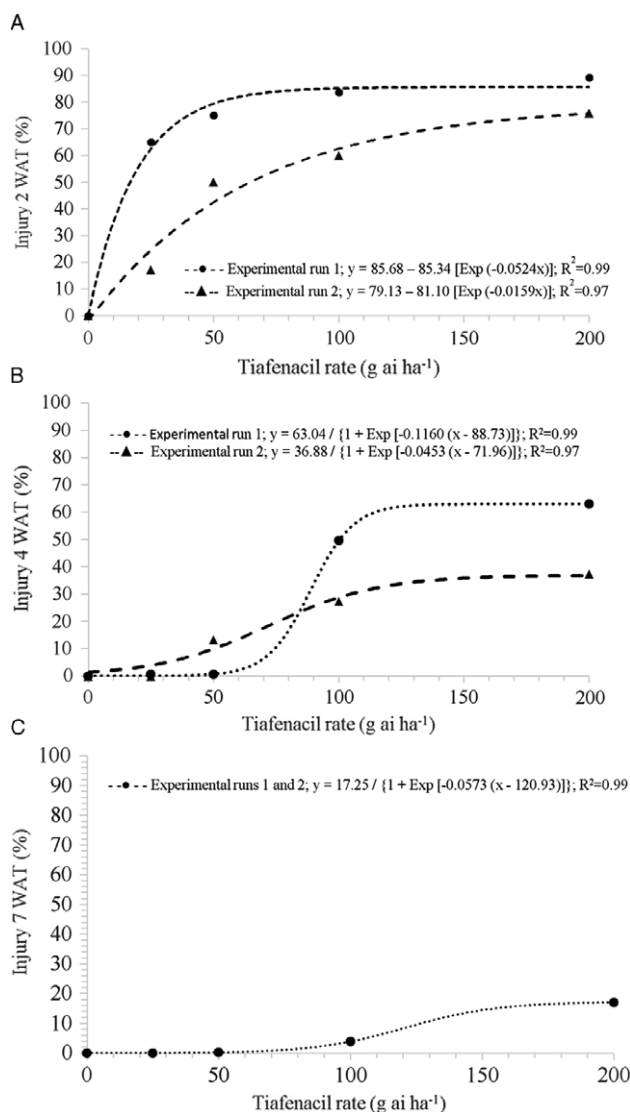 A
100
90
80
70
60
50
40
30
20
10
0
Injury 2 WAT (%)
Experimental run 1; y = 85.68 – 85.34 [Exp (-0.0524x)]; R²=0.99
Experimental run 2; y = 79.13 – 81.10 [Exp (-0.0159x)]; R²=0.97
0 50 100 150 200
Tiafenacil rate (g ai ha⁻¹)
B
100
90
80
70
60
50
40
30
20
10
0
Injury 4 WAT (%)
Experimental run 1; y = 63.04 / {1 + Exp [-0.1160 (x - 88.73)]}; R²=0.99
Experimental run 2; y = 36.88 / {1 + Exp [-0.0453 (x - 71.96)]}; R²=0.97
0 50 100 150 200
Tiafenacil rate (g ai ha⁻¹)
C
100
90
80
70
60
50
40
30
20
10
0
Injury 7 WAT (%)
Experimental runs 1 and 2; y = 17.25 / {1 + Exp [-0.0573 (x - 120.93)]}; R²=0.99
0 50 100 150 200
Tiafenacil rate (g ai ha⁻¹)